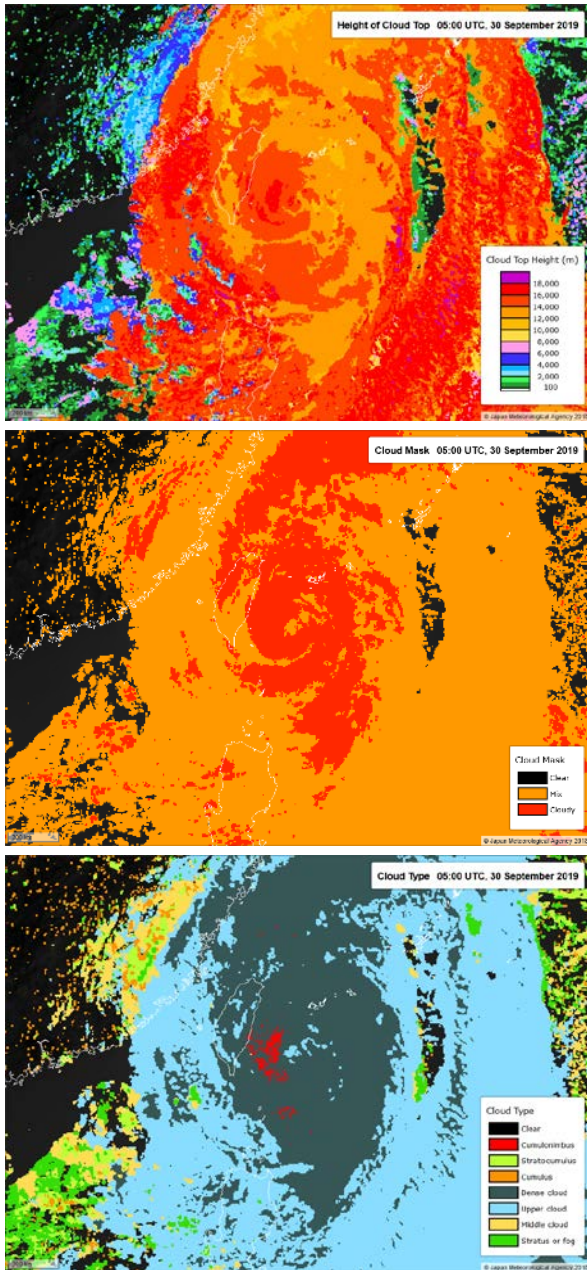 Height of Cloud Top 05:00 UTC, 30 September 2019
Cloud Top Height (m)
18,000
16,000
14,000
12,000
10,000
8,000
6,000
4,000
2,000
100
© Japan Meteorological Agency 2018
Cloud Mask 05:00 UTC, 30 September 2019
Cloud Mask
Clear
Mix
Cloudy
© Japan Meteorological Agency 2018
Cloud Type 05:00 UTC, 30 September 2019
Cloud Type
Clear
Cumulonimbus
Stratocumulus
Cumulus
Dense cloud
Upper cloud
Middle cloud
Stratus or fog